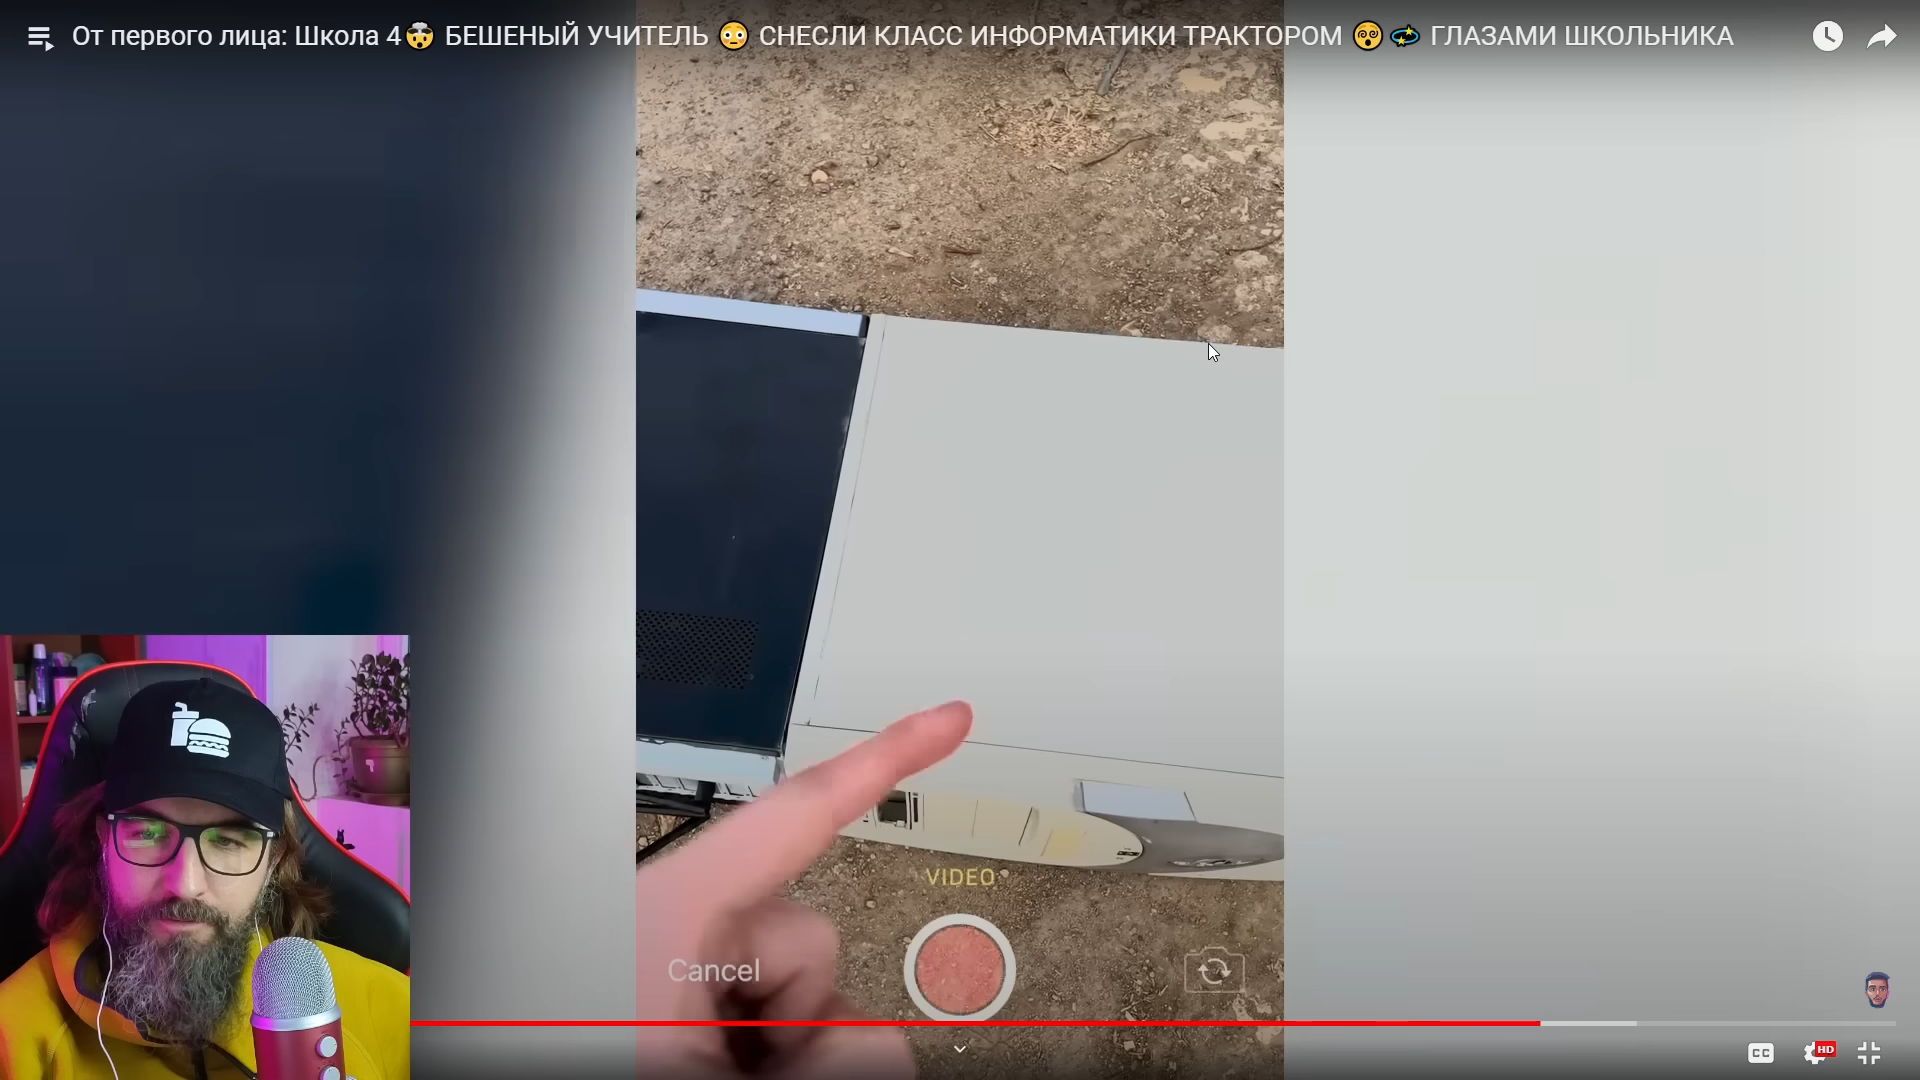 От первого лица: Школа 4🤯 БЕШЕНЫЙ УЧИТЕЛЬ 😳 СНЕСЛИ КЛАСС ИНФОРМАТИКИ ТРАКТОРОМ 😵💫 ГЛАЗАМИ ШКОЛЬНИКА
VIDEO
Cancel
CC
HD